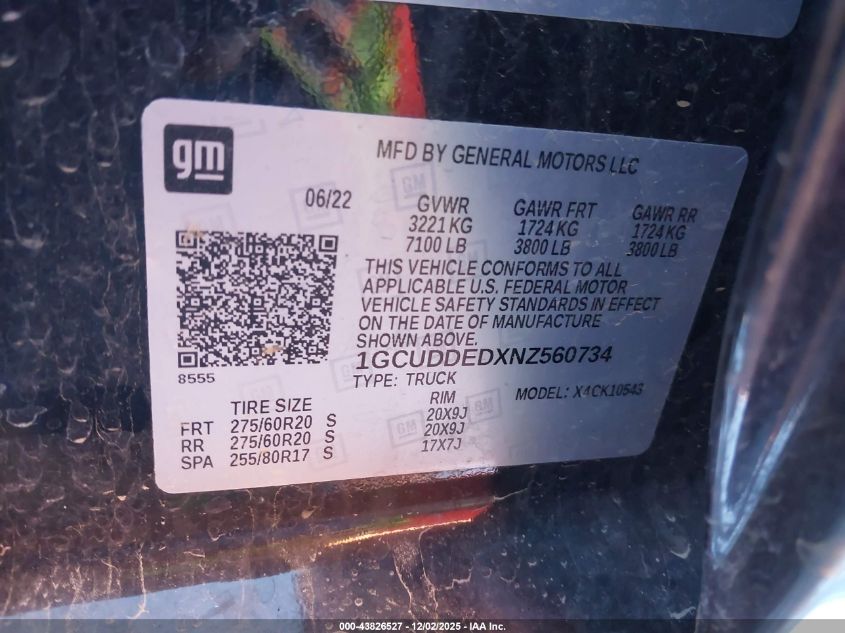 gm
MFD BY GENERAL MOTORS LLC
06/22
GVWR GAWR FRT GAWR RR
3221 KG 1724 KG 1724 KG
7100 LB 3800 LB 3800 LB
THIS VEHICLE CONFORMS TO ALL
APPLICABLE U.S. FEDERAL MOTOR
VEHICLE SAFETY STANDARDS IN EFFECT
ON THE DATE OF MANUFACTURE
SHOWN ABOVE.
1GCUDDEDXNZ560734
8555
TYPE: TRUCK MODEL: X4CK10543
TIRE SIZE RIM
FRT 275/60R20 S 20X9J
RR 275/60R20 S 20X9J
SPA 255/80R17 S 17X7J
000-43826527 - 12/02/2025 - IAA Inc.